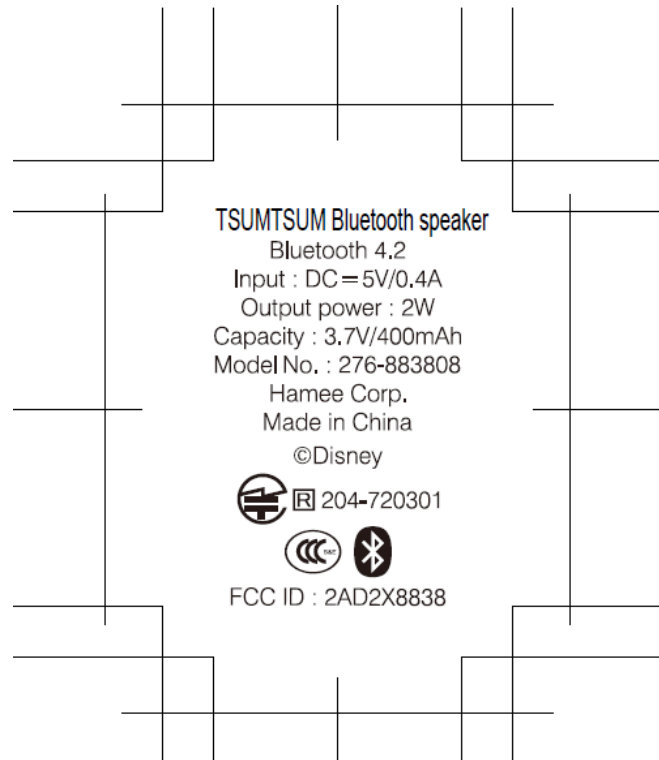 TSUMTSUM Bluetooth speaker
Bluetooth 4.2
Input : DC=5V/0.4A
Output power : 2W
Capacity : 3.7V/400mAh
Model No. : 276-883808
Hamee Corp.
Made in China
©Disney
R 204-720301
CCC S&E
FCC ID : 2AD2X8838